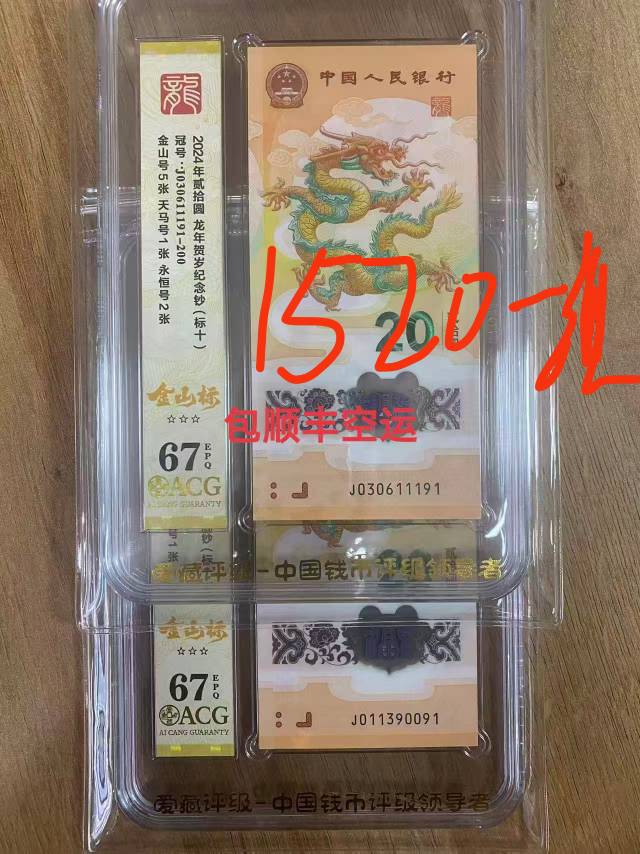 龍
2024年贰拾圆 龙年贺岁纪念钞（标十）
冠号：J030611191-200
金山号5张 天马号1张 永恒号2张
金山标
☆☆☆
67 EPQ
ACG
AI CANG GUARANTY
中国人民银行
20
1520一组
包顺丰空运
J030611191
爱藏评级-中国钱币评级领导者
金山标
☆☆☆
67 EPQ
ACG
AI CANG GUARANTY
J011390091
爱藏评级-中国钱币评级领导者